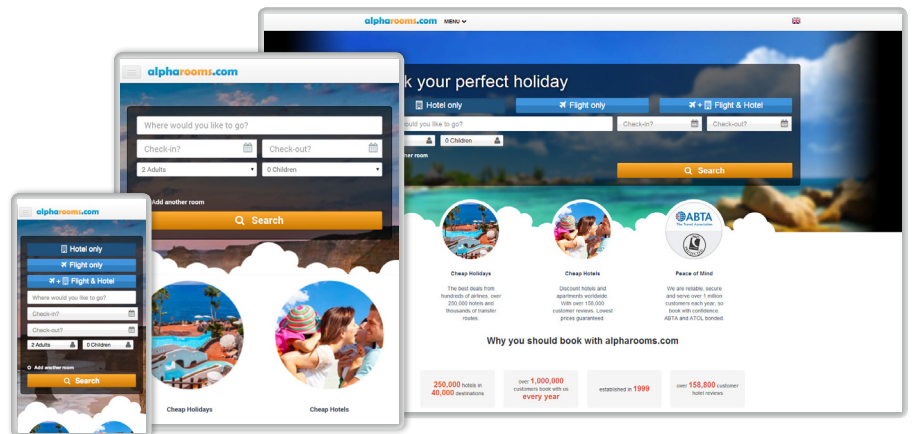 alpharooms.com MENU
k your perfect holiday
Hotel only
Flight only
+ Flight & Hotel
ould you like to go?
Check-in?
Check-out?
0 Children
her room
Search
ABTA
The Travel Association
Cheap Holidays
The best deals from
hundreds of airlines, over
250,000 hotels and
thousands of transfer
routes.
Cheap Hotels
Discount hotels and
apartments worldwide.
With over 158,000
customer reviews. Lowest
prices guaranteed.
Peace of Mind
We are reliable, secure
and serve over 1 million
customers each year, so
book with confidence.
ABTA and ATOL bonded.
Why you should book with alpharooms.com
250,000 hotels in
40,000 destinations
over 1,000,000
customers book with us
every year
established in 1999
over 158,800 customer
hotel reviews
alpharooms.com
Where would you like to go?
Check-in?
Check-out?
2 Adults
0 Children
Add another room
Search
Cheap Holidays
Cheap Hotels
alpharooms.com
Hotel only
Flight only
+ Flight & Hotel
Where would you like to go?
Check-in?
Check-out?
2 Adults
0 Children
Add another room
Search